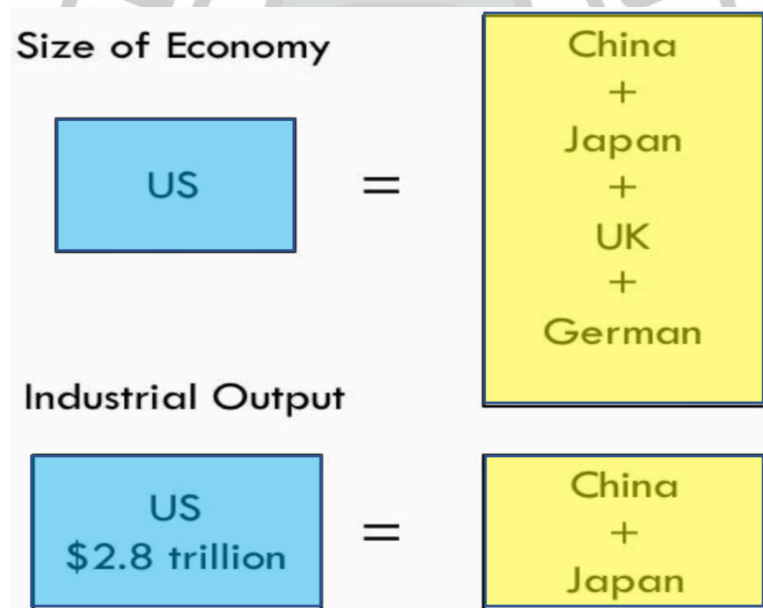 Size of Economy
US
=
China
+
Japan
+
UK
+
German
Industrial Output
US
$2.8 trillion
=
China
+
Japan